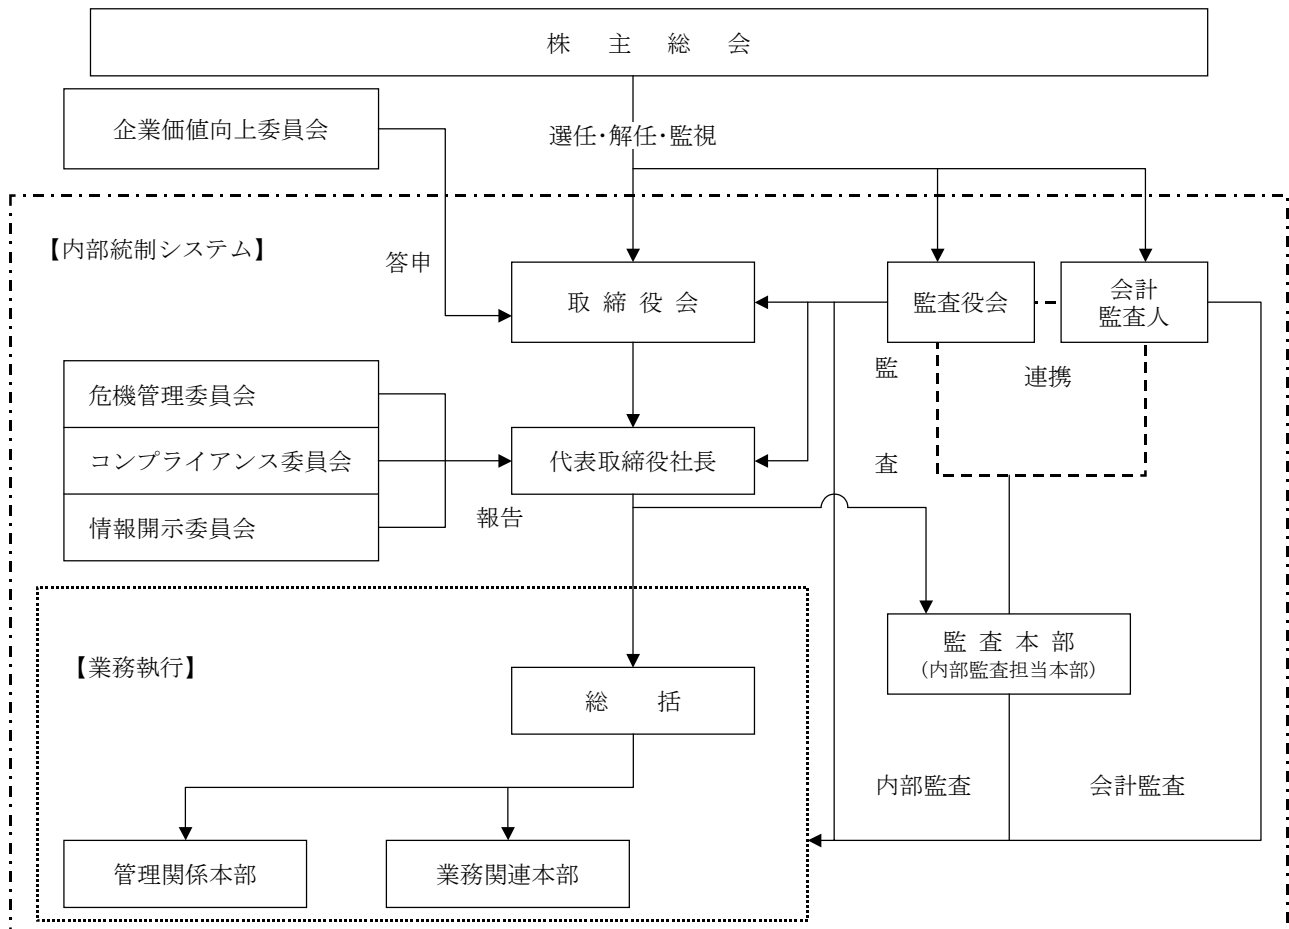 株主総会
企業価値向上委員会
選任・解任・監視
【内部統制システム】
答申
取締役会
監査役会
会計
監査人
監
連携
危機管理委員会
コンプライアンス委員会
代表取締役社長
査
情報開示委員会
報告
監査本部
(内部監査担当本部)
【業務執行】
総括
内部監査
会計監査
管理関係本部
業務関連本部